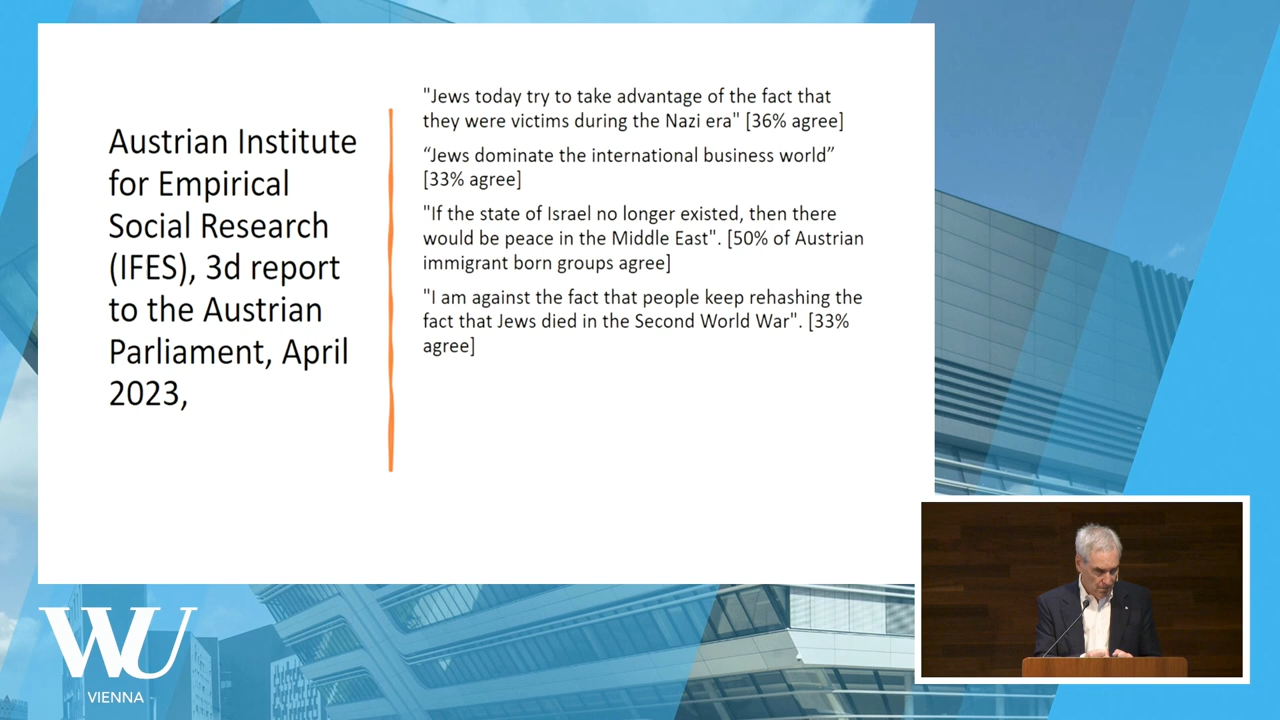 Austrian Institute
for Empirical
Social Research
(IFES), 3d report
to the Austrian
Parliament, April
2023,
"Jews today try to take advantage of the fact that
they were victims during the Nazi era" [36% agree]
“Jews dominate the international business world”
[33% agree]
"If the state of Israel no longer existed, then there
would be peace in the Middle East". [50% of Austrian
immigrant born groups agree]
"I am against the fact that people keep rehashing the
fact that Jews died in the Second World War". [33%
agree]
WU
VIENNA